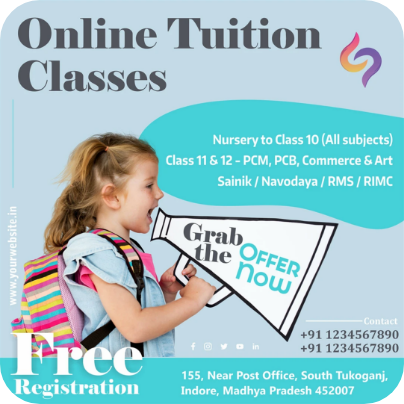 Online Tuition
Classes
Nursery to Class 10 (All subjects)
Class 11 & 12 - PCM, PCB, Commerce & Art
Sainik / Navodaya / RMS / RIMC
Grab
the
OFFER
Now
www.yourwebsite.in
Contact
+91 1234567890
+91 1234567890
Free
Registration
155, Near Post Office, South Tukoganj,
Indore, Madhya Pradesh 452007